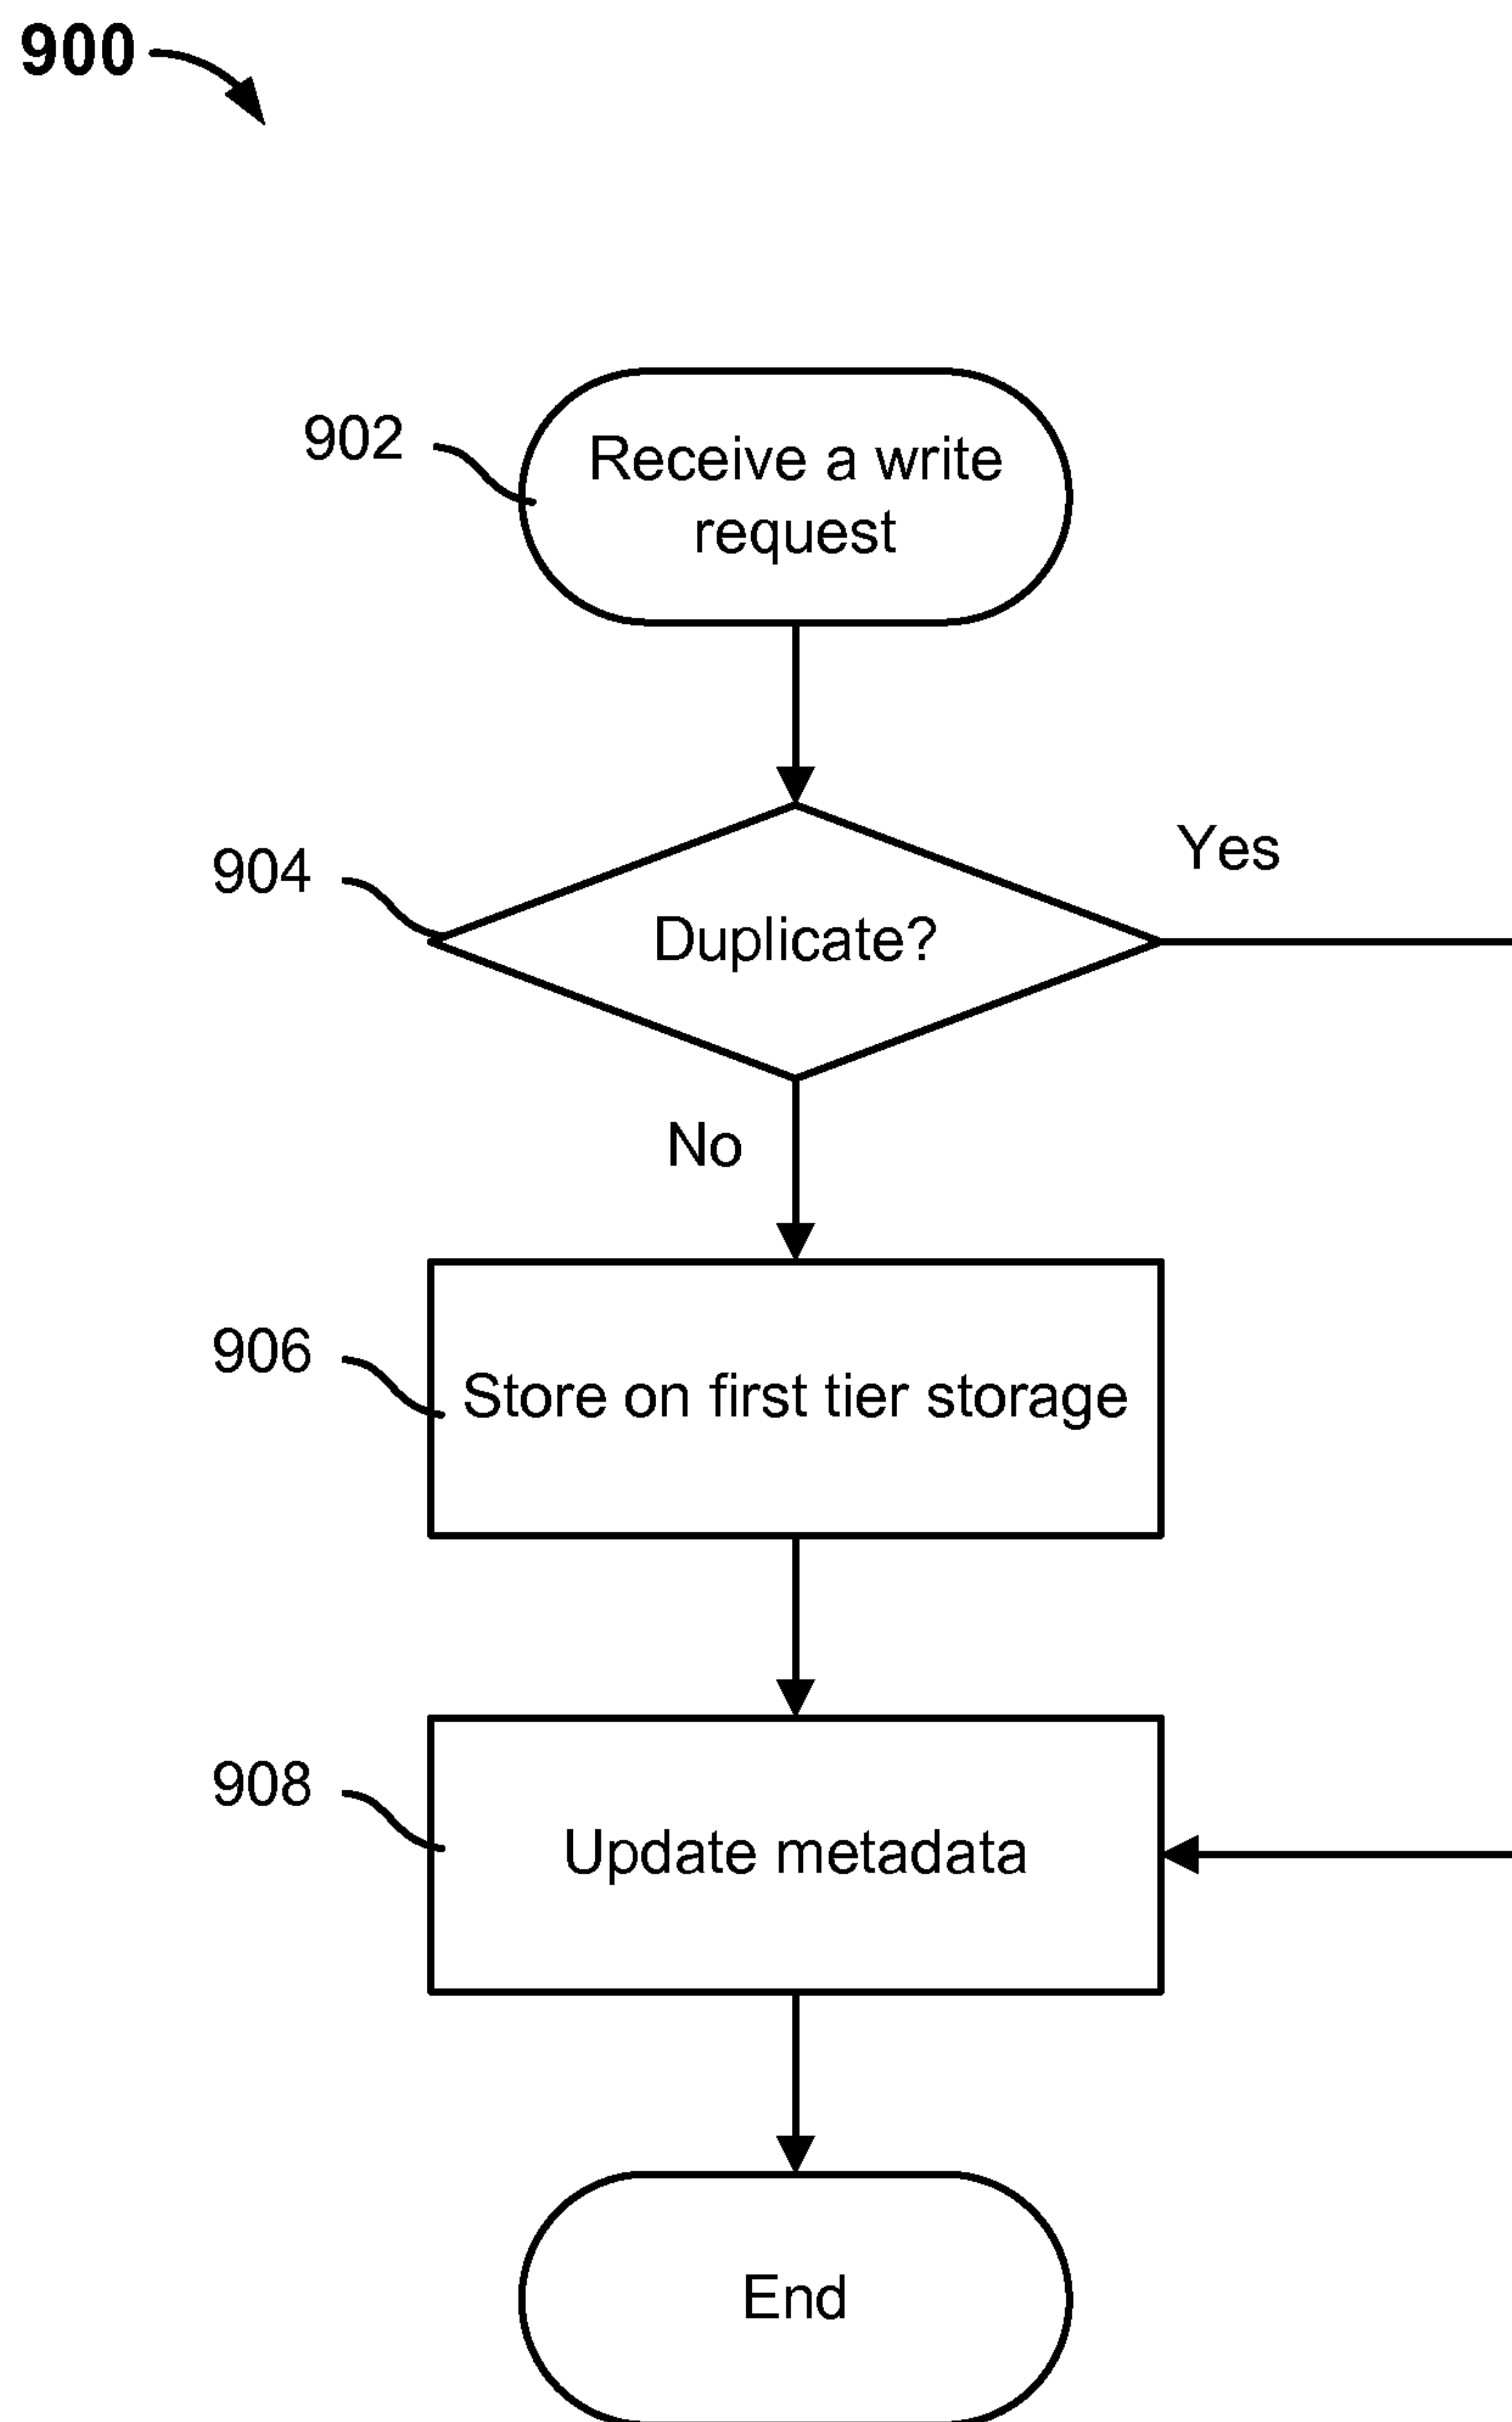 900
902
Receive a write
request
904
Duplicate?
Yes
No
906
Store on first tier storage
908
Update metadata
End